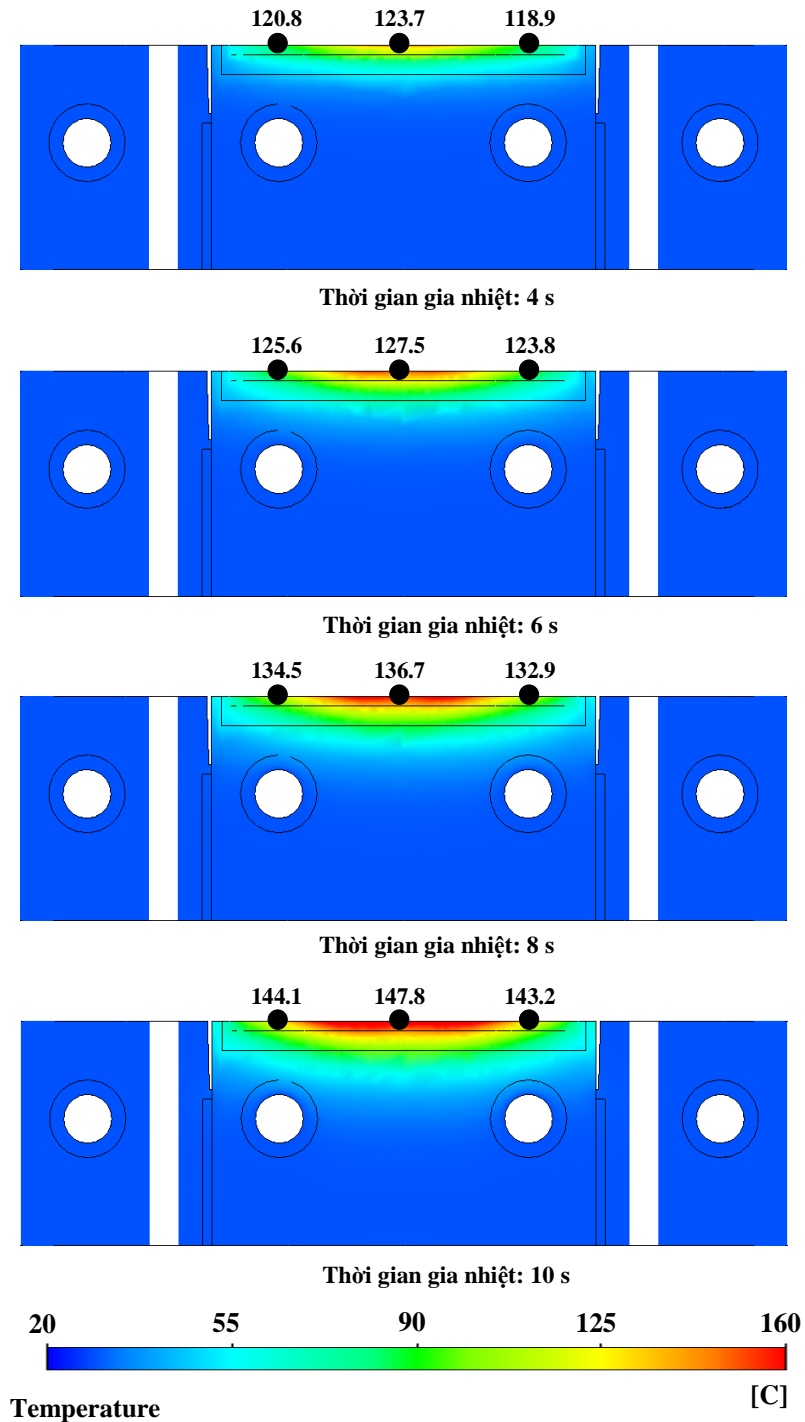 120.8 123.7 118.9
Thời gian gia nhiệt: 4 s
125.6 127.5 123.8
Thời gian gia nhiệt: 6 s
134.5 136.7 132.9
Thời gian gia nhiệt: 8 s
144.1 147.8 143.2
Thời gian gia nhiệt: 10 s
20 55 90 125 160
[C]
Temperature